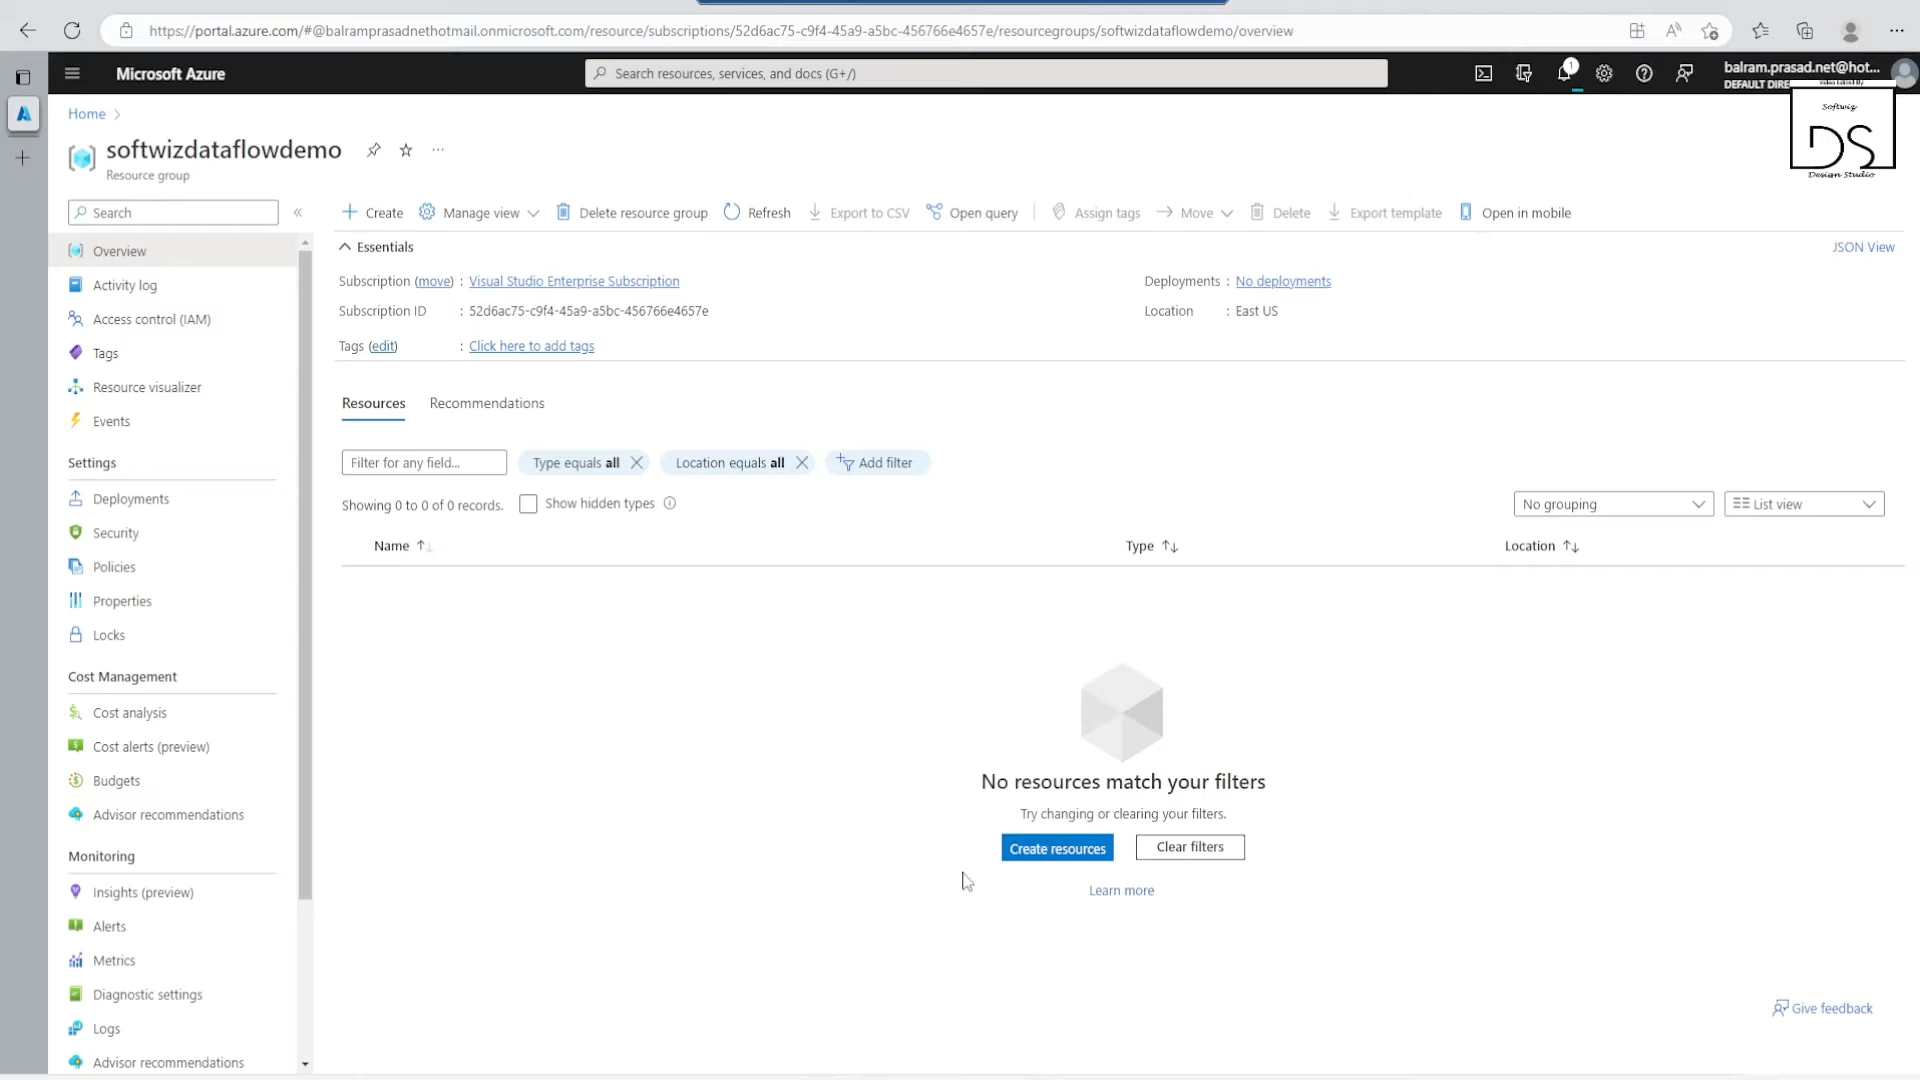 https://portal.azure.com/#@balramprasadnethotmail.onmicrosoft.com/resource/subscriptions/52d6ac75-c9f4-45a9-a5bc-456766e4657e/resourcegroups/softwizdataflowdemo/overview
Microsoft Azure
Search resources, services, and docs (G+/)
1
balram.prasad.net@hot...
DEFAULT DIRE
Softwiz
DS
Design Studio
Home
softwizdataflowdemo
Resource group
Search
Create
Manage view
Delete resource group
Refresh
Export to CSV
Open query
Assign tags
Move
Delete
Export template
Open in mobile
Overview
Activity log
Access control (IAM)
Tags
Resource visualizer
Events
Settings
Deployments
Security
Policies
Properties
Locks
Cost Management
Cost analysis
Cost alerts (preview)
Budgets
Advisor recommendations
Monitoring
Insights (preview)
Alerts
Metrics
Diagnostic settings
Logs
Advisor recommendations
Essentials
JSON View
Subscription (move) : Visual Studio Enterprise Subscription
Subscription ID : 52d6ac75-c9f4-45a9-a5bc-456766e4657e
Tags (edit) : Click here to add tags
Deployments : No deployments
Location : East US
Resources
Recommendations
Filter for any field...
Type equals all
Location equals all
Add filter
Showing 0 to 0 of 0 records.
Show hidden types
No grouping
List view
Name
Type
Location
No resources match your filters
Try changing or clearing your filters.
Create resources
Clear filters
Learn more
Give feedback